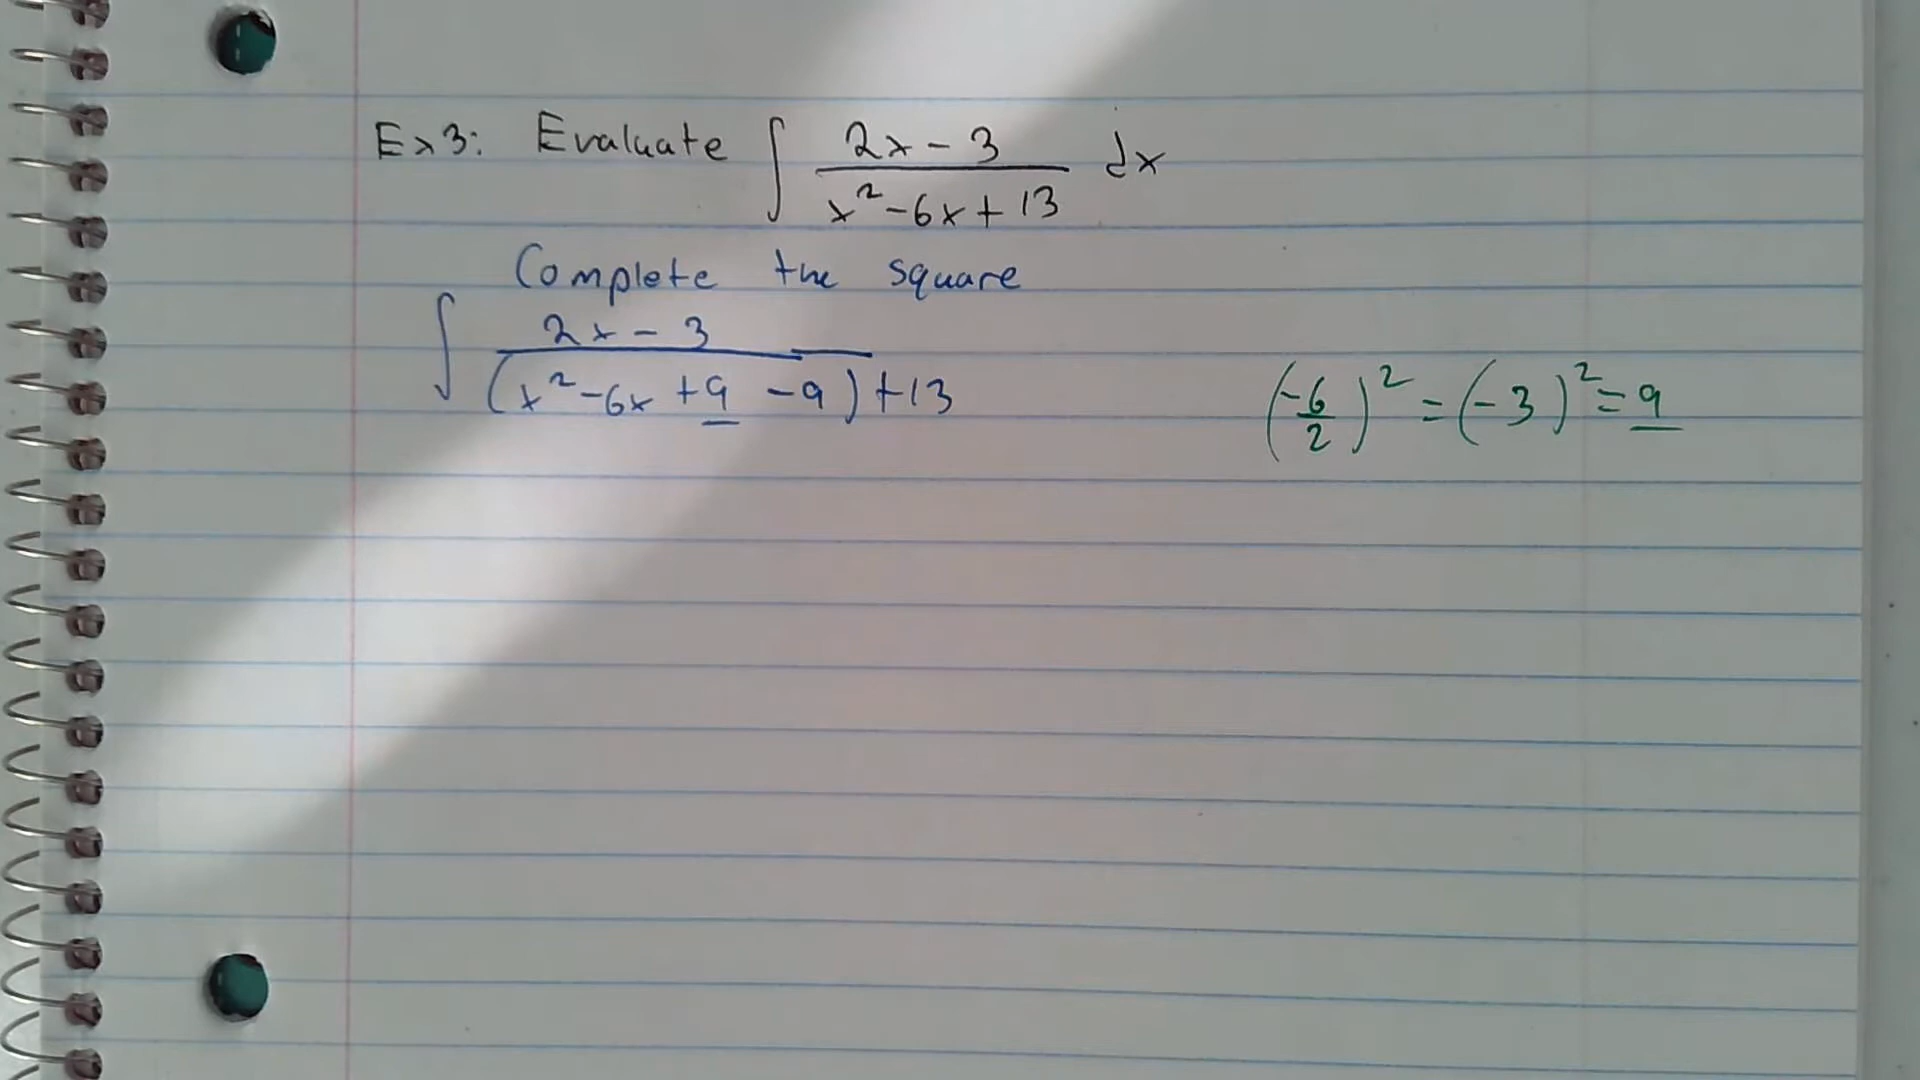 Ex3: Evaluate ∫ (2x - 3)/(x² - 6x + 13) dx
Complete the square
∫ (2x - 3)/((x² - 6x + 9 - 9) + 13)
(-6/2)² = (-3)² = 9